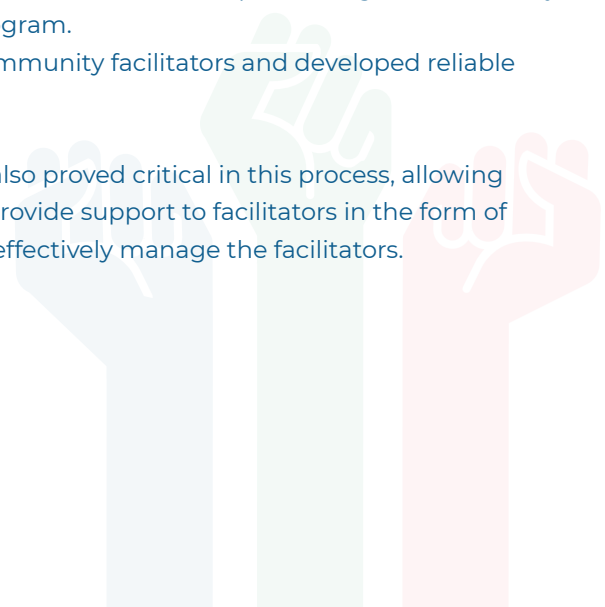 gram.
mmunity facilitators and developed reliable
also proved critical in this process, allowing
rovide support to facilitators in the form of
effectively manage the facilitators.